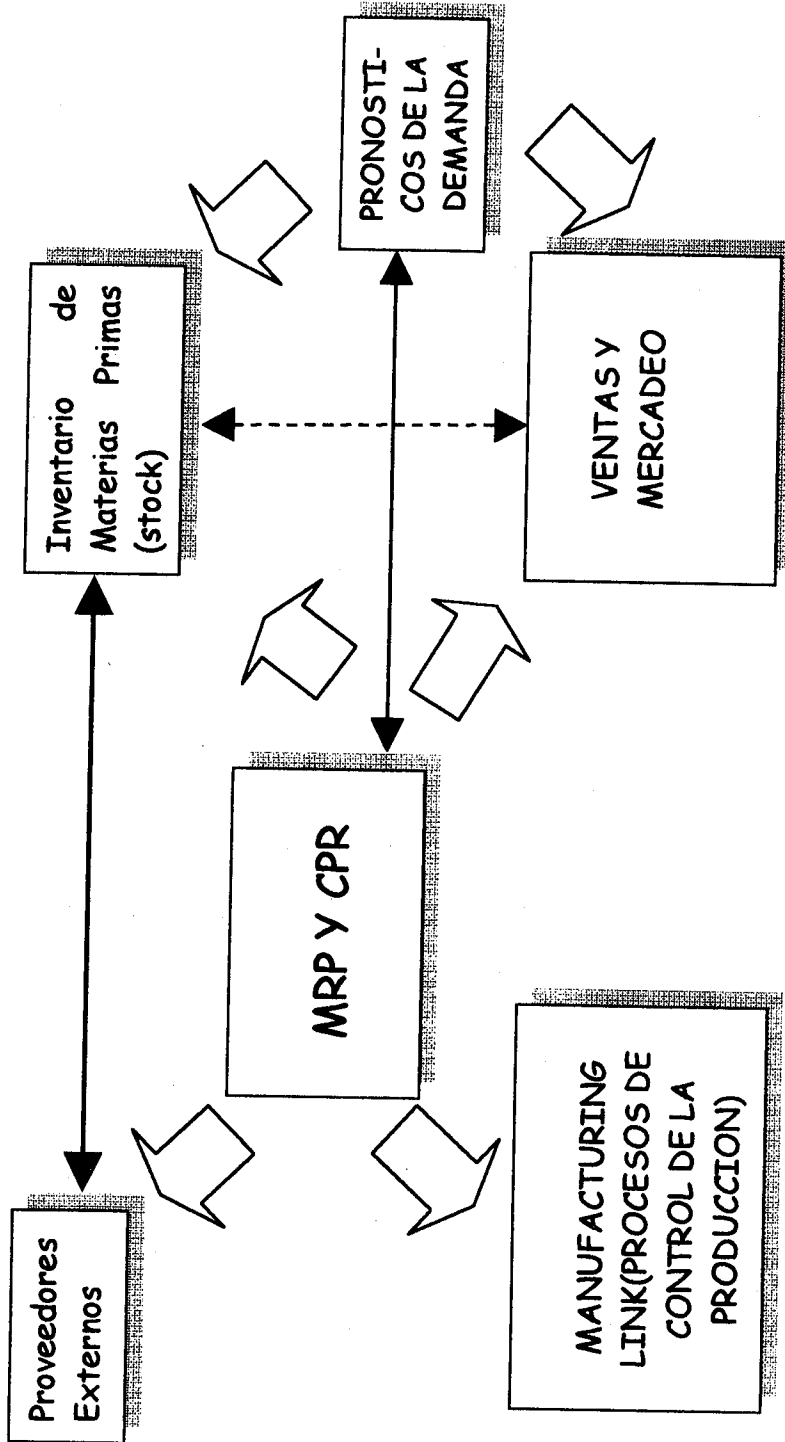 Proveedores
Externos
Inventario de
Materias Primas
(stock)
MRP Y CPR
PRONOSTI-
COS DE LA
DEMANDA
MANUFACTURING
LINK(PROCESOS DE
CONTROL DE LA
PRODUCCION)
VENTAS Y
MERCADEO